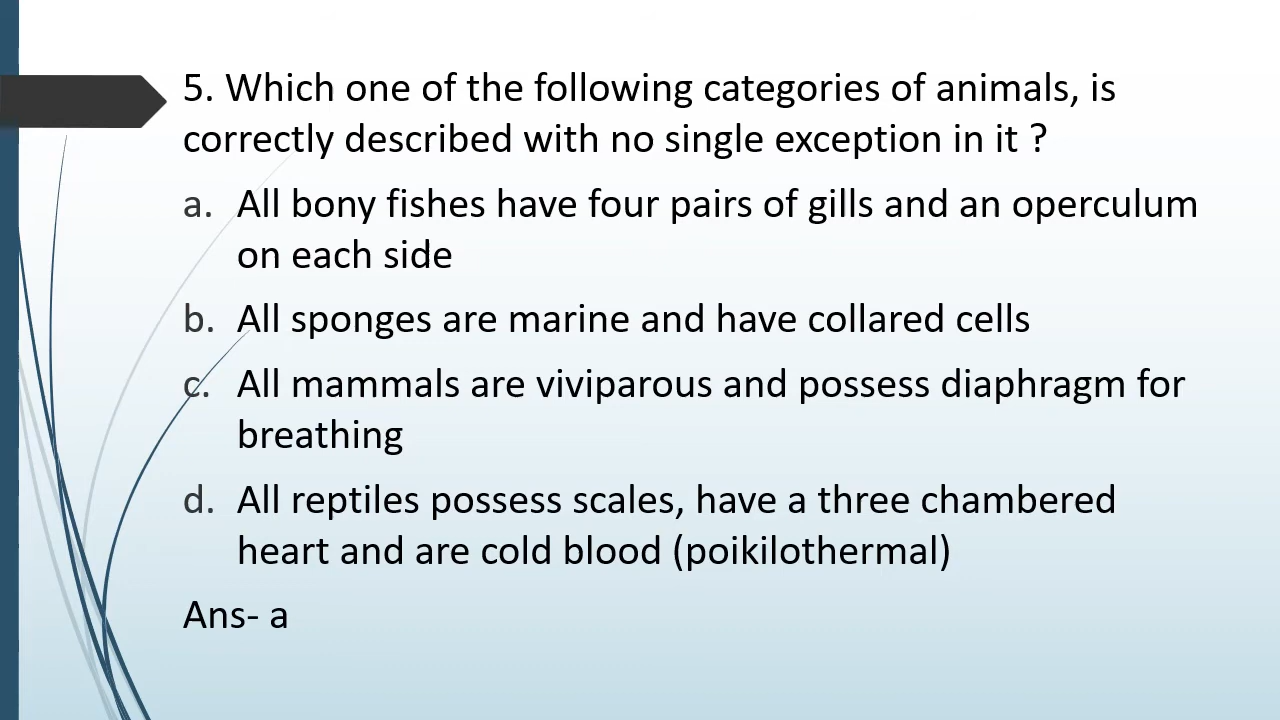 5. Which one of the following categories of animals, is
correctly described with no single exception in it ?
a. All bony fishes have four pairs of gills and an operculum
on each side
b. All sponges are marine and have collared cells
c. All mammals are viviparous and possess diaphragm for
breathing
d. All reptiles possess scales, have a three chambered
heart and are cold blood (poikilothermal)
Ans- a